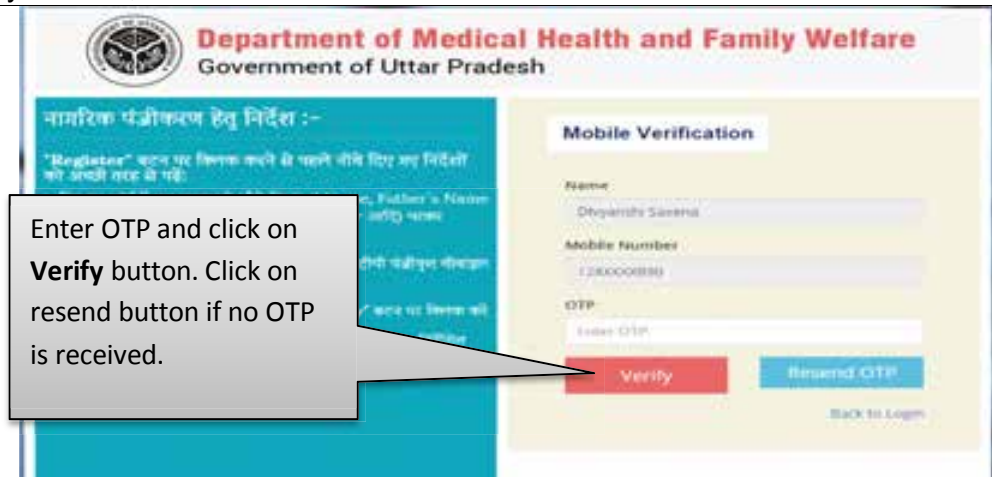 Department of Medical Health and Family Welfare
Government of Uttar Pradesh
नागरिक पंजीकरण हेतु निर्देश :-
"Register" बटन पर क्लिक करने से पहले नीचे दिए गए निर्देशों
को अच्छी तरह से पढ़ें:
Father's Name
Enter OTP and click on
Verify button. Click on
resend button if no OTP
is received.
Mobile Verification
Name
Mobile Number
OTP
Enter OTP
Verify
Resend OTP
Back to Login